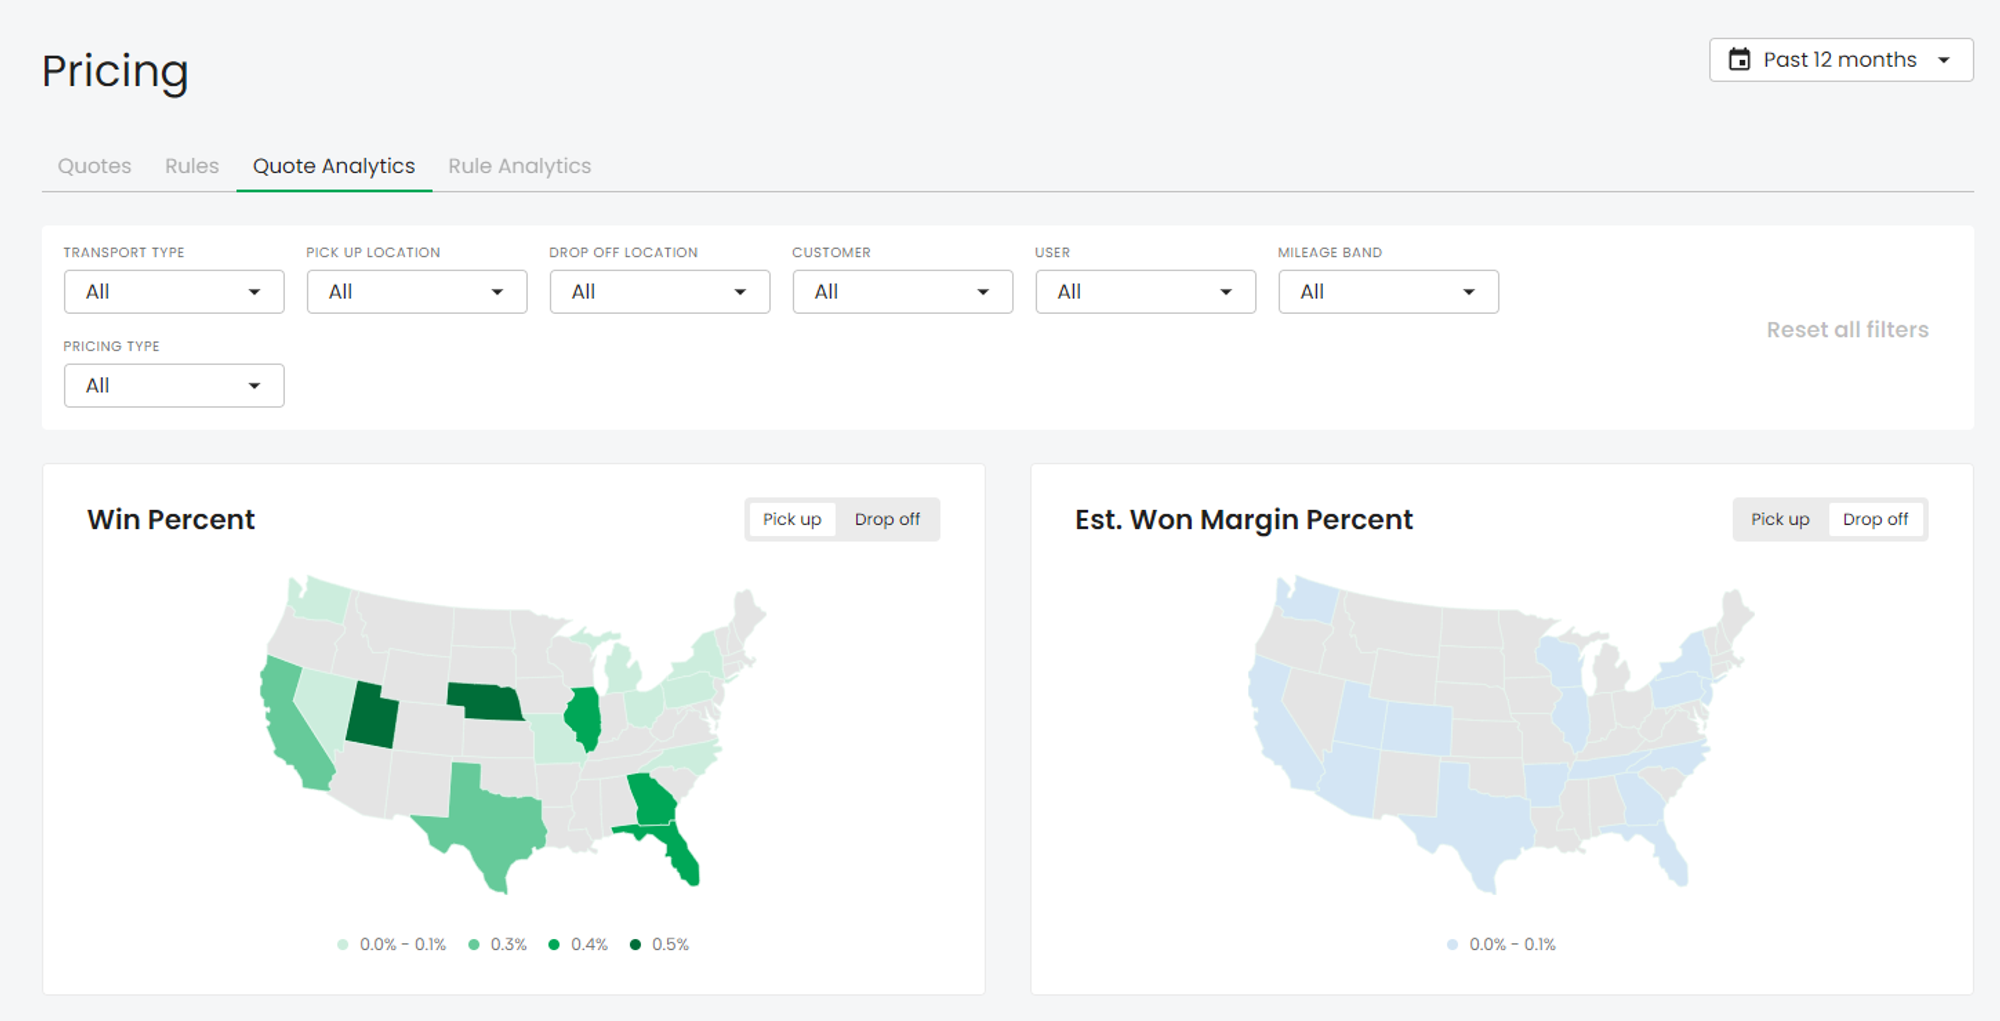 Pricing
Past 12 months
Quotes Rules Quote Analytics Rule Analytics
TRANSPORT TYPE PICK UP LOCATION DROP OFF LOCATION CUSTOMER USER MILEAGE BAND
All All All All All All
Reset all filters
PRICING TYPE
All
Win Percent
Pick up Drop off
0.0% - 0.1% 0.3% 0.4% 0.5%
Est. Won Margin Percent
Pick up Drop off
0.0% - 0.1%